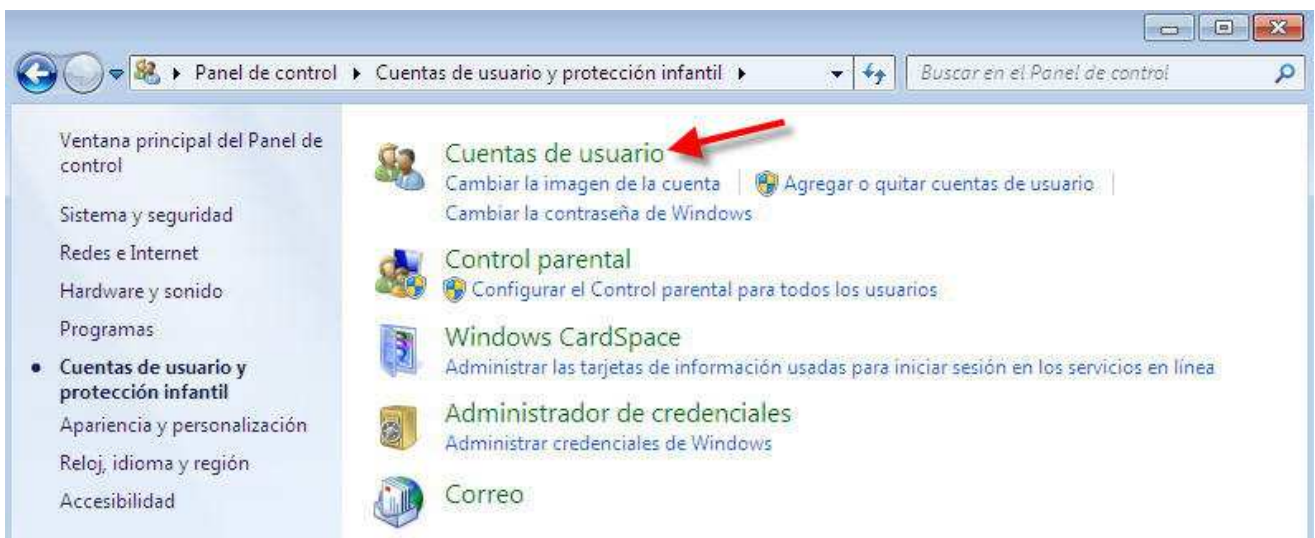 Panel de control
Cuentas de usuario y protección infantil
Buscar en el Panel de control
Ventana principal del Panel de
control
Sistema y seguridad
Redes e Internet
Hardware y sonido
Programas
Cuentas de usuario y
protección infantil
Apariencia y personalización
Reloj, idioma y región
Accesibilidad
Cuentas de usuario
Cambiar la imagen de la cuenta
Agregar o quitar cuentas de usuario
Cambiar la contraseña de Windows
Control parental
Configurar el Control parental para todos los usuarios
Windows CardSpace
Administrar las tarjetas de información usadas para iniciar sesión en los servicios en línea
Administrador de credenciales
Administrar credenciales de Windows
Correo